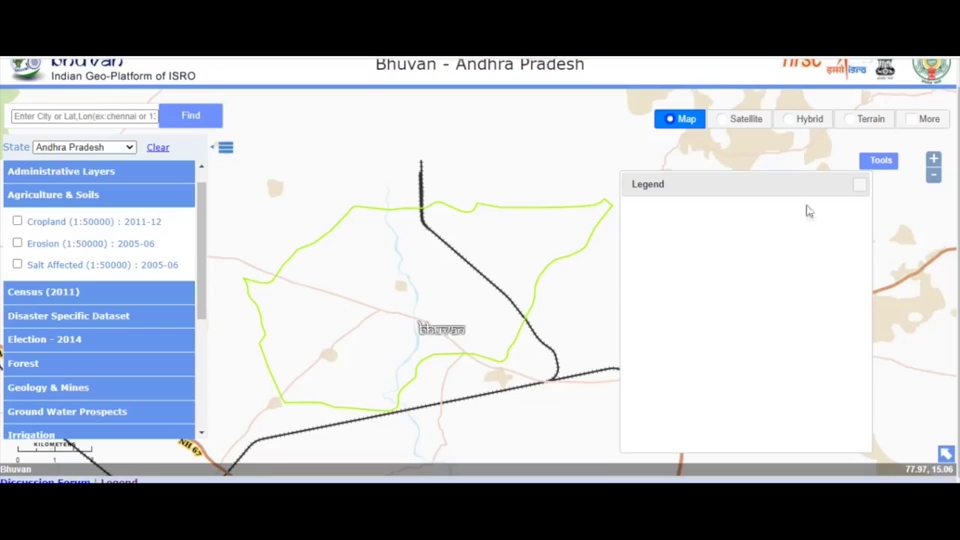 bhuvan
Indian Geo-Platform of ISRO
Bhuvan - Andhra Pradesh
nrsc
इसरो isro
Enter City or Lat,Lon(ex:chennai or 1
Find
Map
Satellite
Hybrid
Terrain
More
State
Andhra Pradesh
Clear
Tools
+
-
Administrative Layers
Agriculture & Soils
Cropland (1:50000) : 2011-12
Erosion (1:50000) : 2005-06
Salt Affected (1:50000) : 2005-06
Census (2011)
Disaster Specific Dataset
Election - 2014
Forest
Geology & Mines
Ground Water Prospects
Irrigation
Legend
bhuvan
KILOMETERS
0 1 2
NH 67
Bhuvan
77.97, 15.06
Discussion Forum | Legend